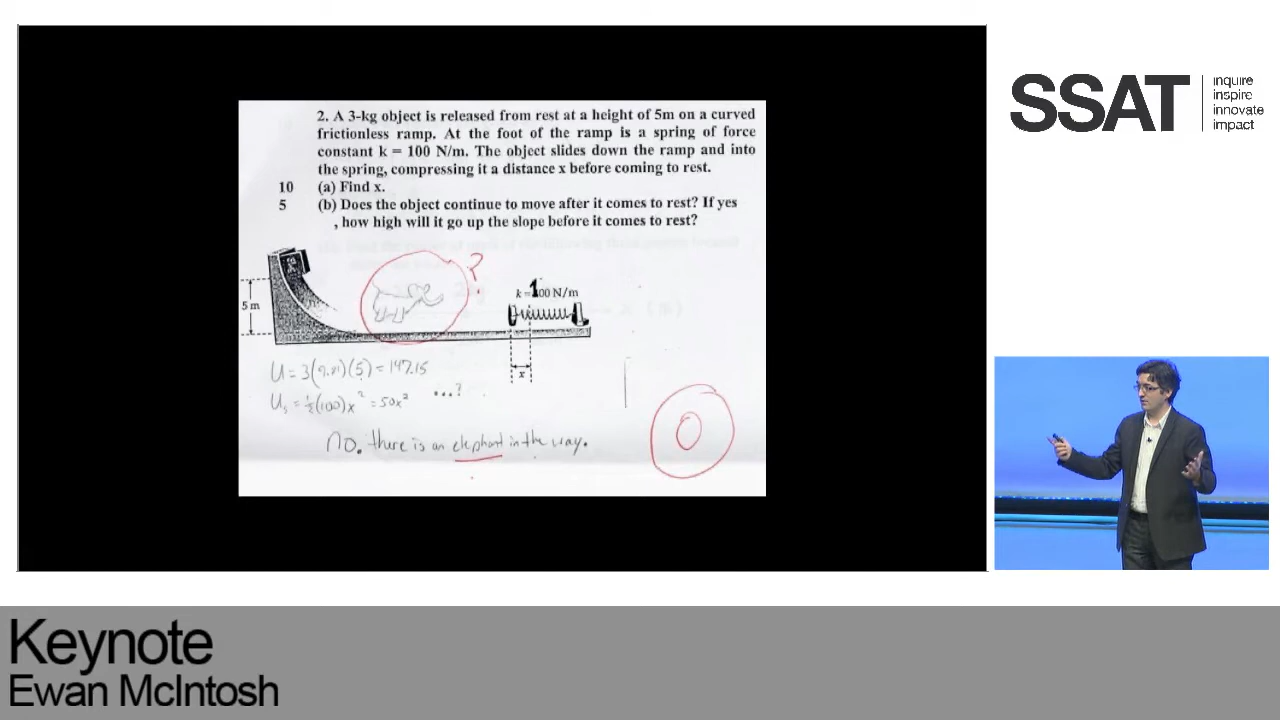 2. A 3-kg object is released from rest at a height of 5m on a curved
frictionless ramp. At the foot of the ramp is a spring of force
constant k = 100 N/m. The object slides down the ramp and into
the spring, compressing it a distance x before coming to rest.
10 (a) Find x.
5 (b) Does the object continue to move after it comes to rest? If yes
, how high will it go up the slope before it comes to rest?
?
k = 100 N/m
5 m
x
U = 3(9.81)(5) = 147.15
Us = ½(100)x² = 50x² ...?
0
no. there is an elephant in the way.
SSAT
inquire
inspire
innovate
impact
Keynote
Ewan McIntosh